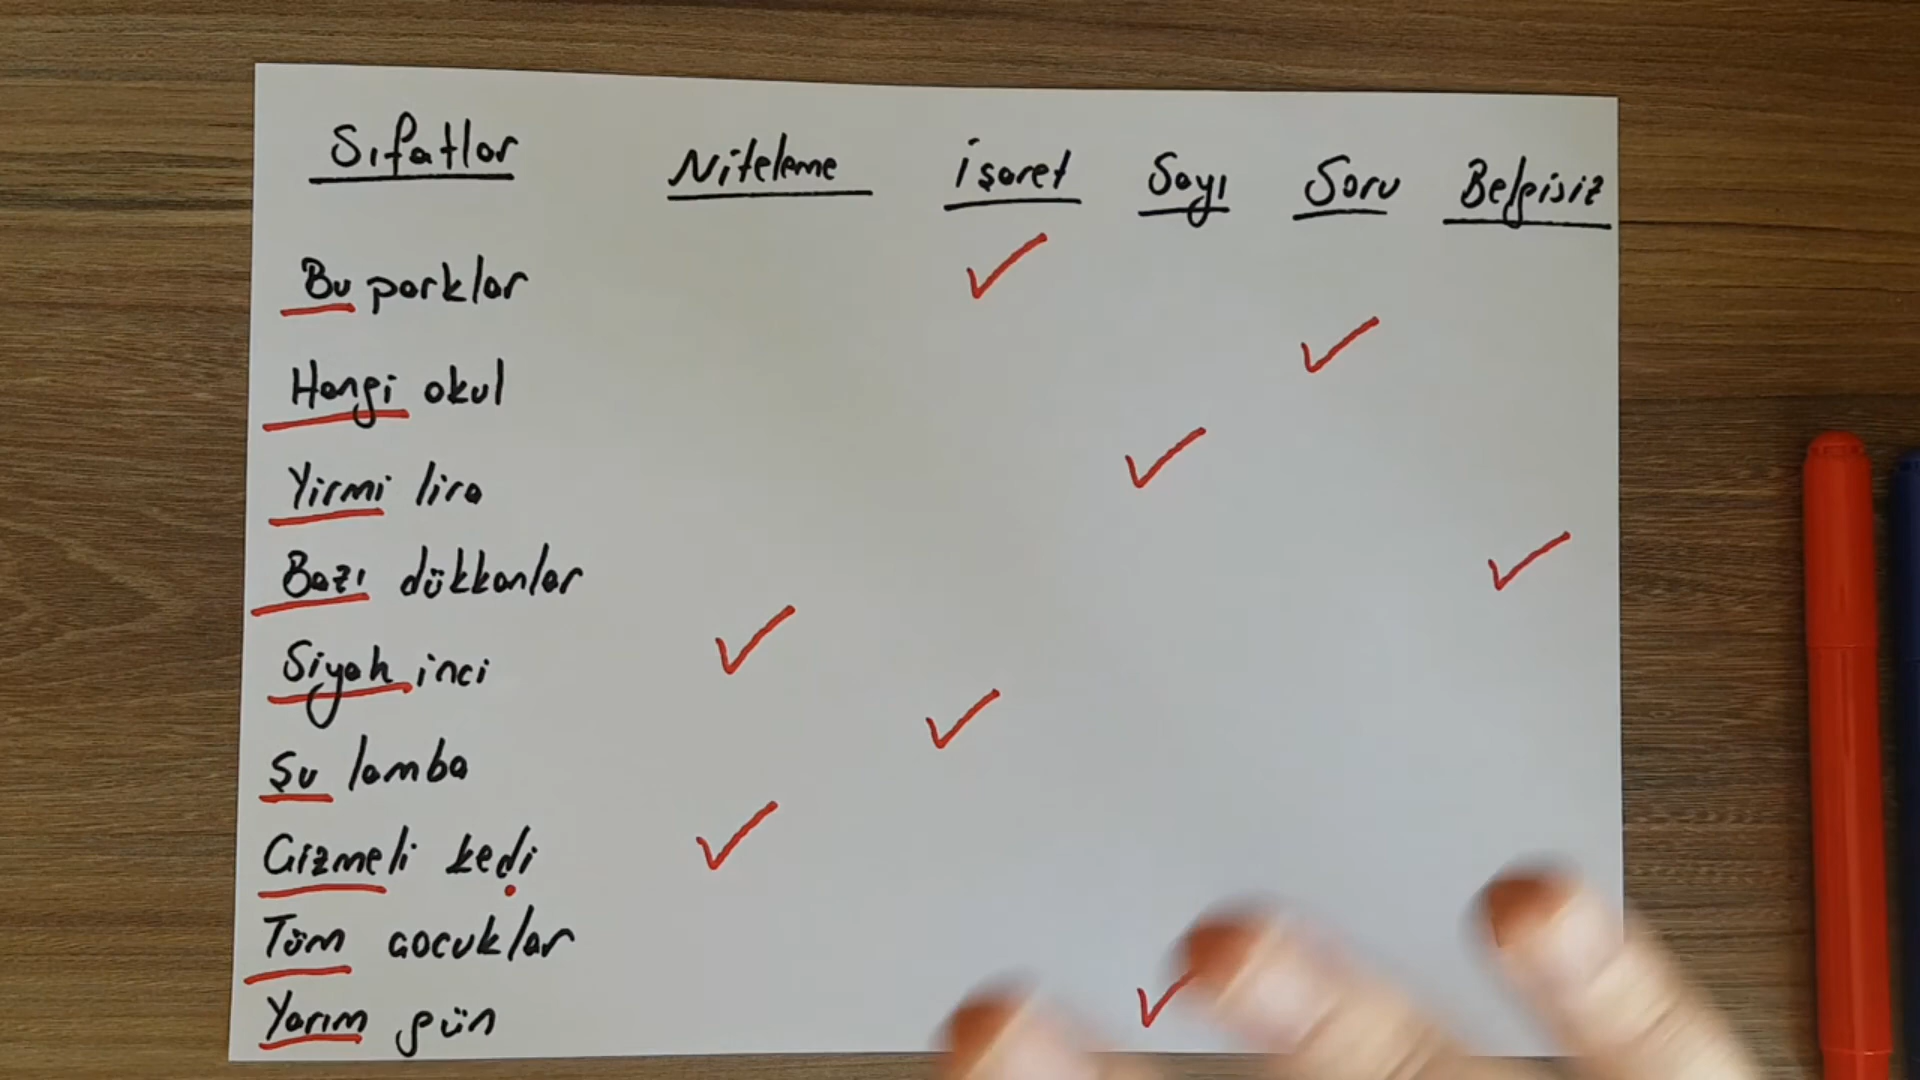 Sıfatlar Niteleme İşaret Sayı Soru Belgisiz
Bu parklar
Hangi okul
Yirmi lira
Bazı dükkanlar
Siyah inci
Şu lamba
Çizmeli kedi
Tüm çocuklar
Yarım gün